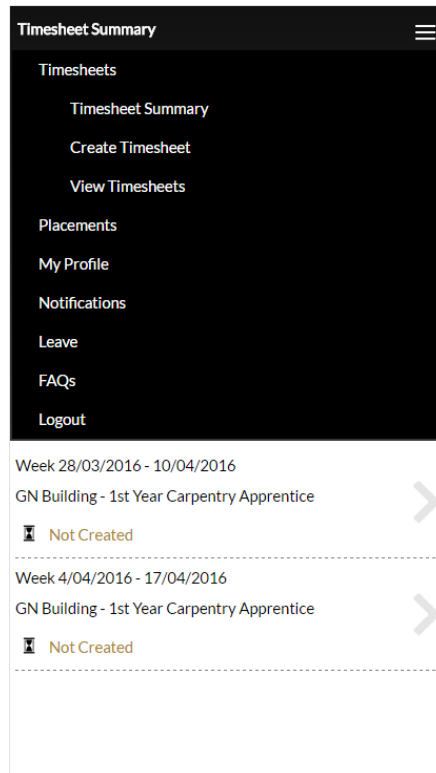 Timesheet Summary
Timesheets
Timesheet Summary
Create Timesheet
View Timesheets
Placements
My Profile
Notifications
Leave
FAQs
Logout
Week 28/03/2016 - 10/04/2016
GN Building - 1st Year Carpentry Apprentice
Not Created
Week 4/04/2016 - 17/04/2016
GN Building - 1st Year Carpentry Apprentice
Not Created